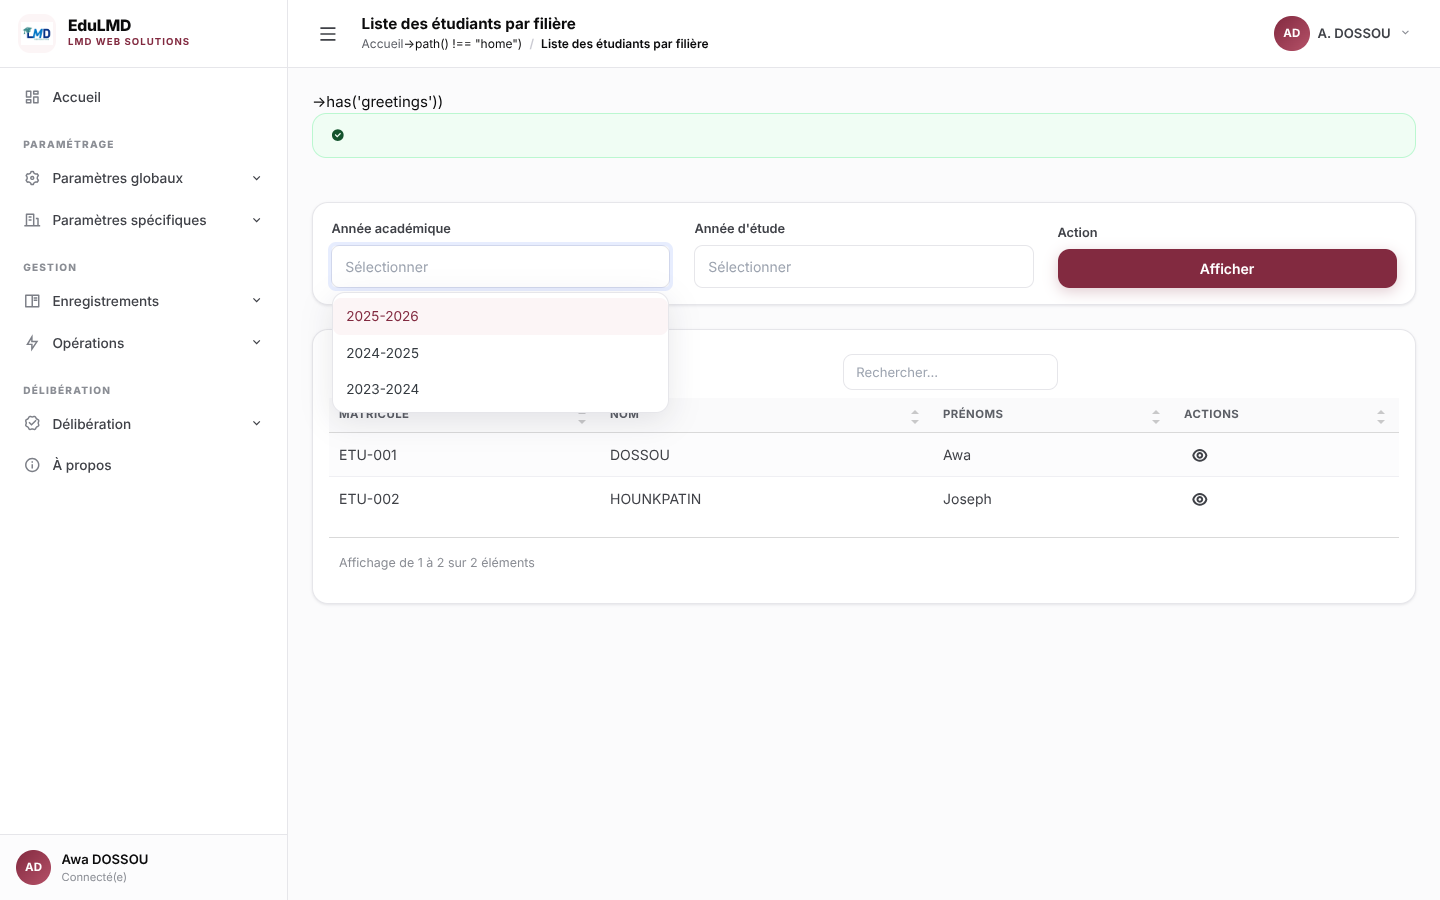 LMD
EduLMD
LMD WEB SOLUTIONS
Accueil
PARAMÉTRAGE
Paramètres globaux
Paramètres spécifiques
GESTION
Enregistrements
Opérations
DÉLIBÉRATION
Délibération
À propos
AD
Awa DOSSOU
Connecté(e)
Liste des étudiants par filière
Accueil→path() !== "home") / Liste des étudiants par filière
AD A. DOSSOU
→has('greetings'))
Année académique
Sélectionner
2025-2026
2024-2025
2023-2024
Année d'étude
Sélectionner
Action
Afficher
Rechercher...
MATRICULE NOM PRÉNOMS ACTIONS
ETU-001 DOSSOU Awa
ETU-002 HOUNKPATIN Joseph
Affichage de 1 à 2 sur 2 éléments